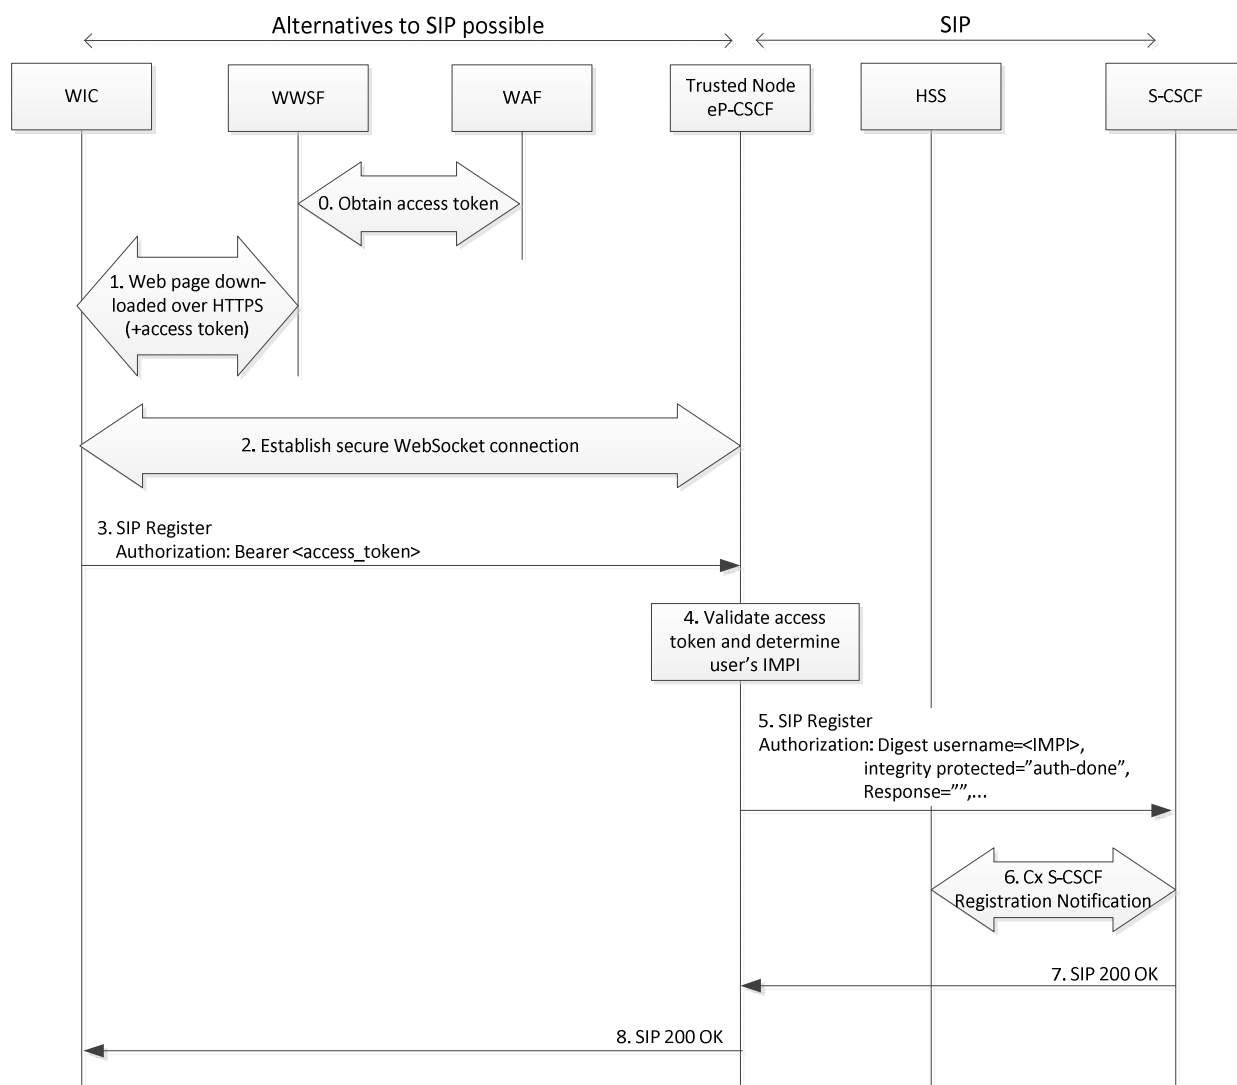 Alternatives to SIP possible
SIP
WIC
WWSF
WAF
Trusted Node
eP-CSCF
HSS
S-CSCF
0. Obtain access token
1. Web page down-
loaded over HTTPS
(+access token)
2. Establish secure WebSocket connection
3. SIP Register
Authorization: Bearer <access_token>
4. Validate access
token and determine
user's IMPI
5. SIP Register
Authorization: Digest username=<IMPI>,
integrity protected=”auth-done”,
Response=””,...
6. Cx S-CSCF
Registration Notification
7. SIP 200 OK
8. SIP 200 OK